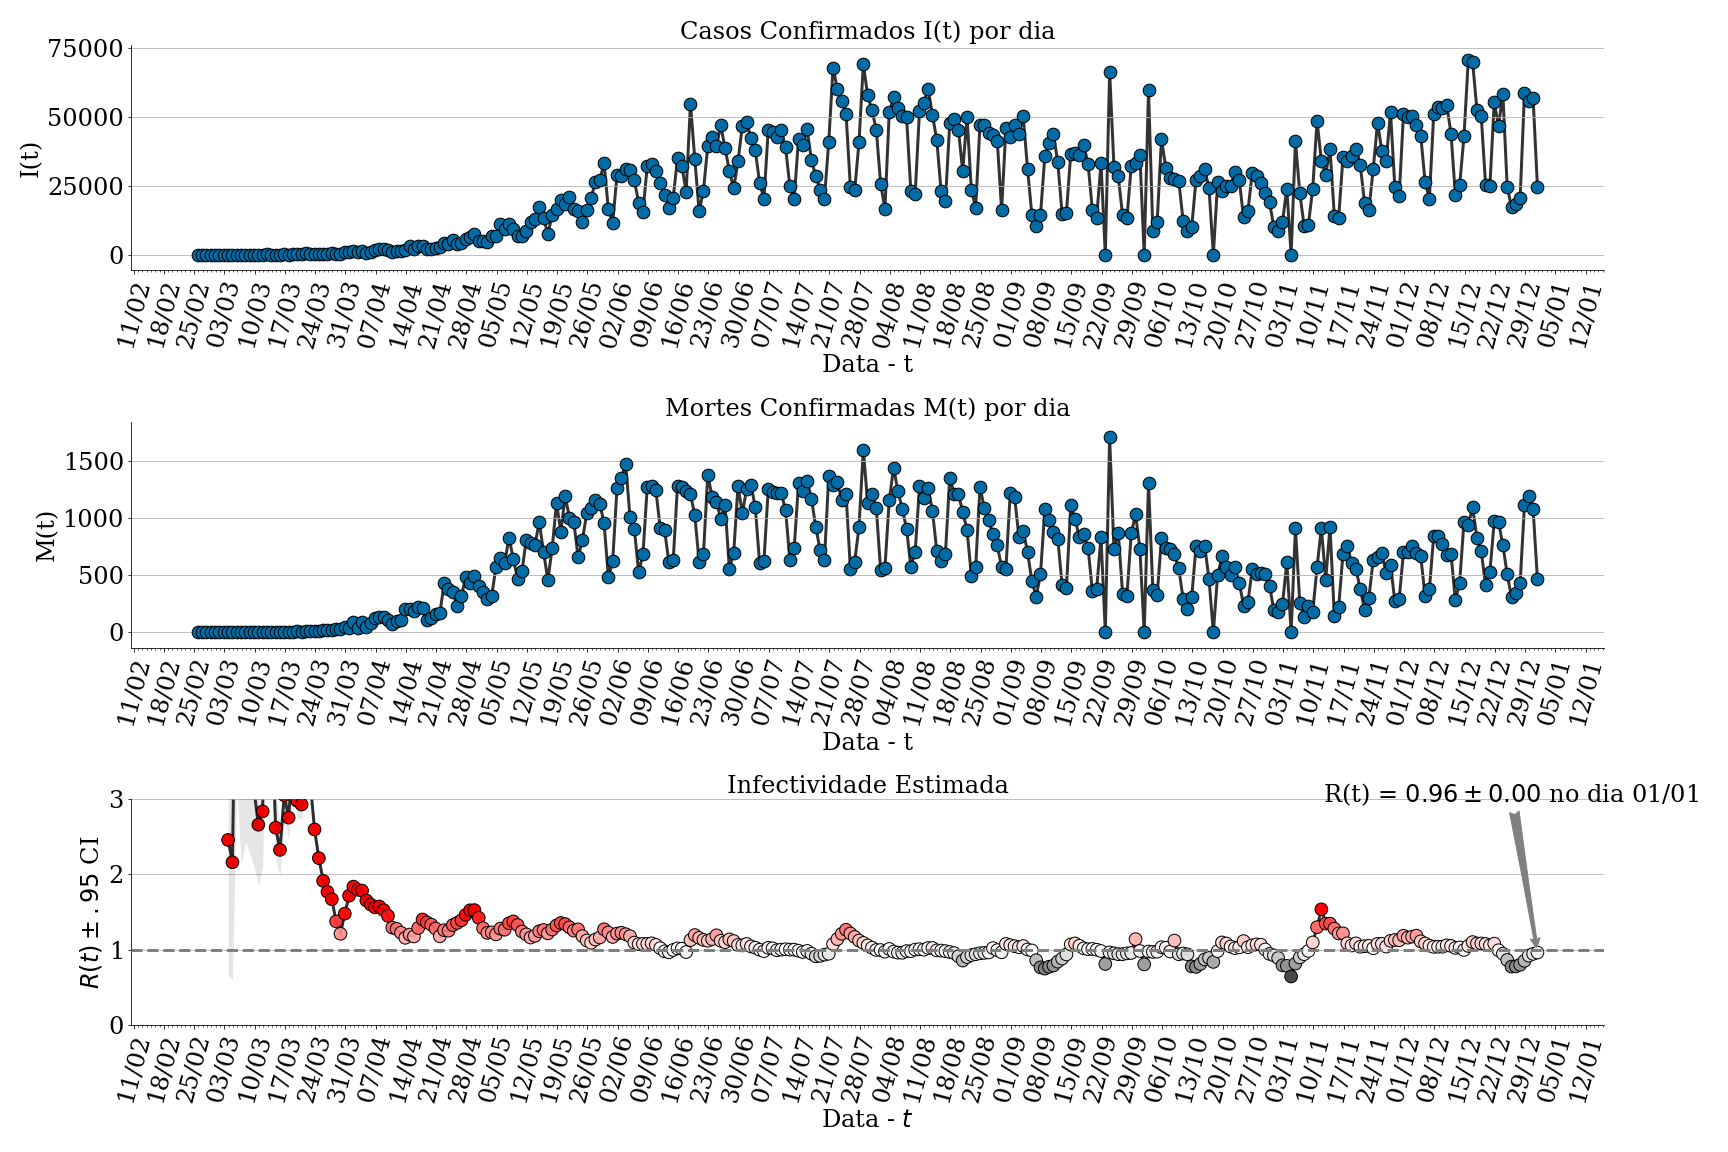 Casos Confirmados I(t) por dia
75000
50000
25000
0
I(t)
11/02 18/02 25/02 03/03 10/03 17/03 24/03 31/03 07/04 14/04 21/04 28/04 05/05 12/05 19/05 26/05 02/06 09/06 16/06 23/06 30/06 07/07 14/07 21/07 28/07 04/08 11/08 18/08 25/08 01/09 08/09 15/09 22/09 29/09 06/10 13/10 20/10 27/10 03/11 10/11 17/11 24/11 01/12 08/12 15/12 22/12 29/12 05/01 12/01
Data - t
Mortes Confirmadas M(t) por dia
1500
1000
500
0
M(t)
11/02 18/02 25/02 03/03 10/03 17/03 24/03 31/03 07/04 14/04 21/04 28/04 05/05 12/05 19/05 26/05 02/06 09/06 16/06 23/06 30/06 07/07 14/07 21/07 28/07 04/08 11/08 18/08 25/08 01/09 08/09 15/09 22/09 29/09 06/10 13/10 20/10 27/10 03/11 10/11 17/11 24/11 01/12 08/12 15/12 22/12 29/12 05/01 12/01
Data - t
Infectividade Estimada
R(t) = 0.96 ± 0.00 no dia 01/01
3
2
1
0
R(t) ± .95 CI
11/02 18/02 25/02 03/03 10/03 17/03 24/03 31/03 07/04 14/04 21/04 28/04 05/05 12/05 19/05 26/05 02/06 09/06 16/06 23/06 30/06 07/07 14/07 21/07 28/07 04/08 11/08 18/08 25/08 01/09 08/09 15/09 22/09 29/09 06/10 13/10 20/10 27/10 03/11 10/11 17/11 24/11 01/12 08/12 15/12 22/12 29/12 05/01 12/01
Data - t